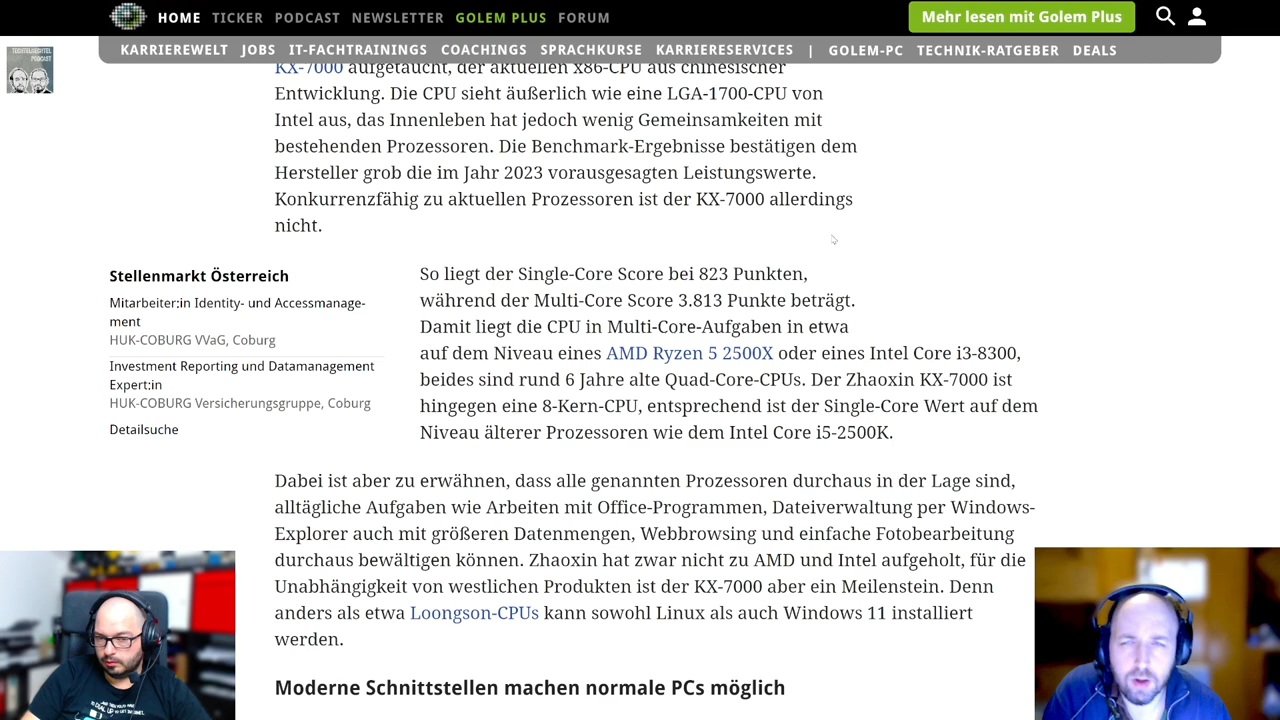 HOME TICKER PODCAST NEWSLETTER GOLEM PLUS FORUM
Mehr lesen mit Golem Plus
KARRIEREWELT JOBS IT-FACHTRAININGS COACHINGS SPRACHKURSE KARRIERESERVICES | GOLEM-PC TECHNIK-RATGEBER DEALS
TECHTELMECHTEL
PODCAST
KX-7000 aufgetaucht, der aktuellen x86-CPU aus chinesischer
Entwicklung. Die CPU sieht äußerlich wie eine LGA-1700-CPU von
Intel aus, das Innenleben hat jedoch wenig Gemeinsamkeiten mit
bestehenden Prozessoren. Die Benchmark-Ergebnisse bestätigen dem
Hersteller grob die im Jahr 2023 vorausgesagten Leistungswerte.
Konkurrenzfähig zu aktuellen Prozessoren ist der KX-7000 allerdings
nicht.
Stellenmarkt Österreich
Mitarbeiter:in Identity- und Accessmanage-
ment
HUK-COBURG VVaG, Coburg
Investment Reporting und Datamanagement
Expert:in
HUK-COBURG Versicherungsgruppe, Coburg
Detailsuche
So liegt der Single-Core Score bei 823 Punkten,
während der Multi-Core Score 3.813 Punkte beträgt.
Damit liegt die CPU in Multi-Core-Aufgaben in etwa
auf dem Niveau eines AMD Ryzen 5 2500X oder eines Intel Core i3-8300,
beides sind rund 6 Jahre alte Quad-Core-CPUs. Der Zhaoxin KX-7000 ist
hingegen eine 8-Kern-CPU, entsprechend ist der Single-Core Wert auf dem
Niveau älterer Prozessoren wie dem Intel Core i5-2500K.
Dabei ist aber zu erwähnen, dass alle genannten Prozessoren durchaus in der Lage sind,
alltägliche Aufgaben wie Arbeiten mit Office-Programmen, Dateiverwaltung per Windows-
Explorer auch mit größeren Datenmengen, Webbrowsing und einfache Fotobearbeitung
durchaus bewältigen können. Zhaoxin hat zwar nicht zu AMD und Intel aufgeholt, für die
Unabhängigkeit von westlichen Produkten ist der KX-7000 aber ein Meilenstein. Denn
anders als etwa Loongson-CPUs kann sowohl Linux als auch Windows 11 installiert
werden.
Moderne Schnittstellen machen normale PCs möglich